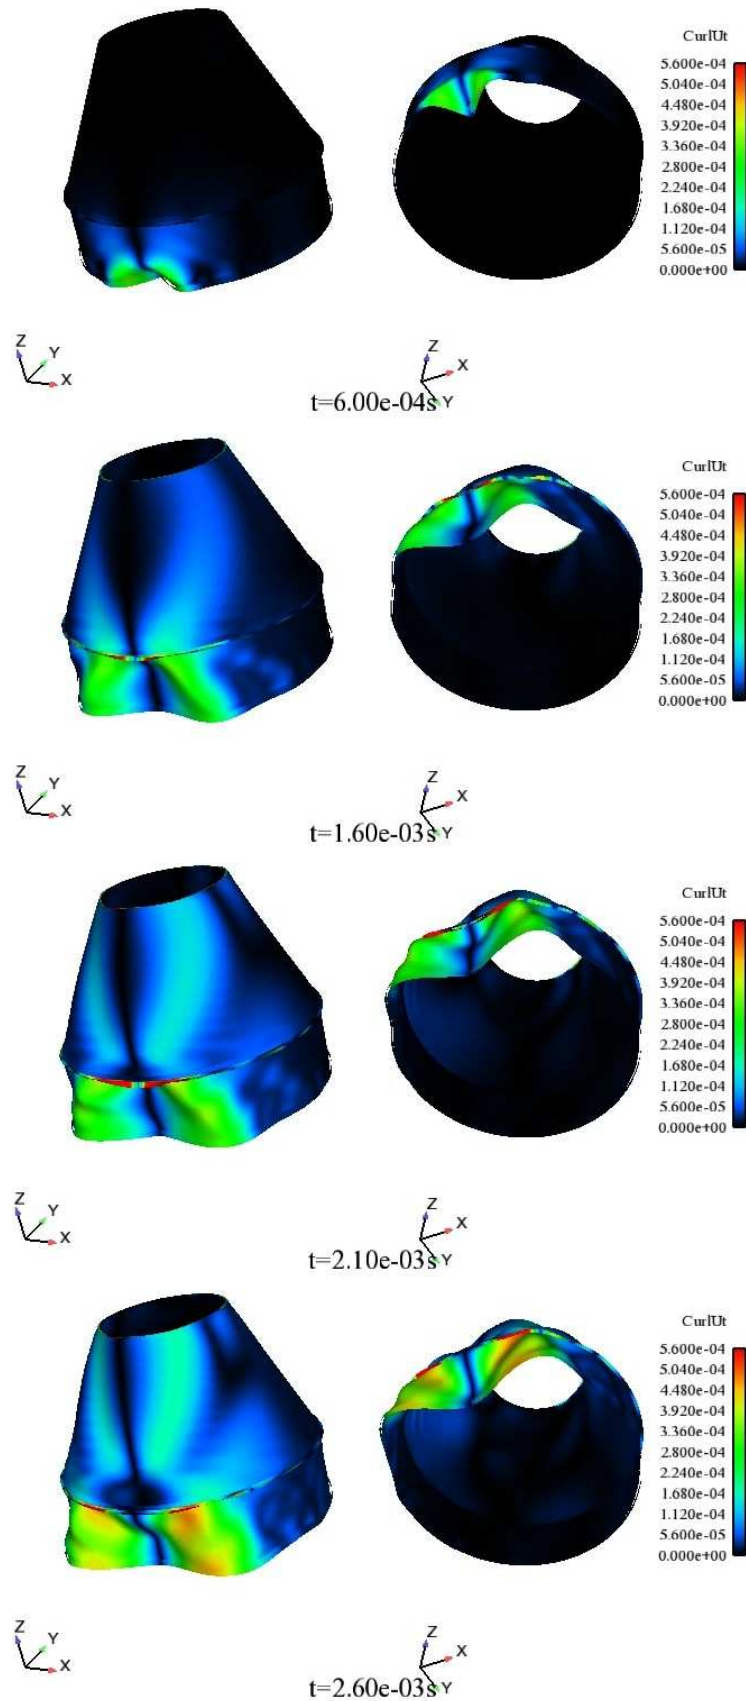 CurlUt
5.600e-04
5.040e-04
4.480e-04
3.920e-04
3.360e-04
2.800e-04
2.240e-04
1.680e-04
1.120e-04
5.600e-05
0.000e+00
Z Y X
Z X Y
t=6.00e-04s
CurlUt
5.600e-04
5.040e-04
4.480e-04
3.920e-04
3.360e-04
2.800e-04
2.240e-04
1.680e-04
1.120e-04
5.600e-05
0.000e+00
Z Y X
Z X Y
t=1.60e-03s
CurlUt
5.600e-04
5.040e-04
4.480e-04
3.920e-04
3.360e-04
2.800e-04
2.240e-04
1.680e-04
1.120e-04
5.600e-05
0.000e+00
Z Y X
Z X Y
t=2.10e-03s
CurlUt
5.600e-04
5.040e-04
4.480e-04
3.920e-04
3.360e-04
2.800e-04
2.240e-04
1.680e-04
1.120e-04
5.600e-05
0.000e+00
Z Y X
Z X Y
t=2.60e-03s